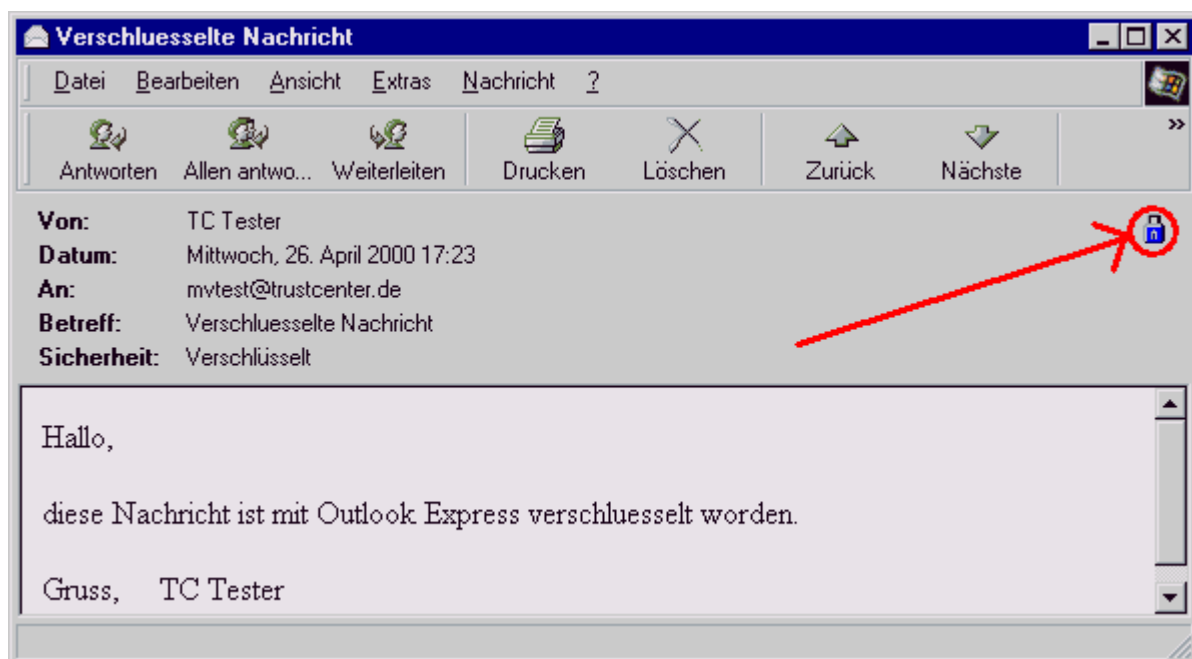 Verschluesselte Nachricht
Datei Bearbeiten Ansicht Extras Nachricht ?
Antworten Allen antwo... Weiterleiten Drucken Löschen Zurück Nächste »
Von: TC Tester
Datum: Mittwoch, 26. April 2000 17:23
An: mvtest@trustcenter.de
Betreff: Verschluesselte Nachricht
Sicherheit: Verschlüsselt
Hallo,
diese Nachricht ist mit Outlook Express verschluesselt worden.
Gruss, TC Tester